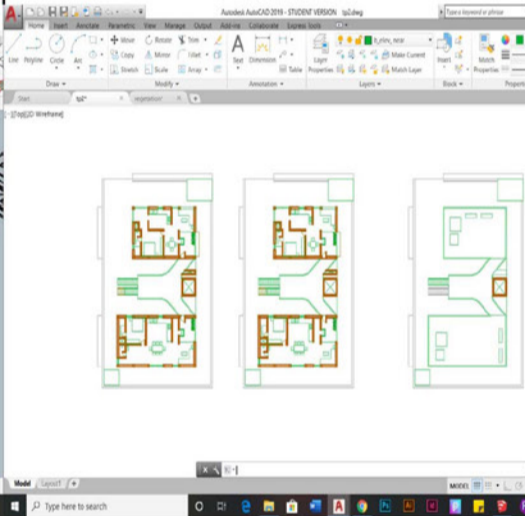 Autodesk AutoCAD 2019 - STUDENT VERSION tp2.dwg
Type a keyword or phrase
Home Insert Annotate Parametric View Manage Output Add-ins Collaborate Express Tools
Line Polyline Circle Arc
Move Rotate Trim
Copy Mirror Fillet
Stretch Scale Array
Text Dimension
Table
Layer Properties
Make Current
Match Layer
Insert
Match Properties
Draw Modify Annotation Layers Block
Start tp2* vegetation*
[-][Top][2D Wireframe]
Model Layout1 +
MODEL
Type here to search